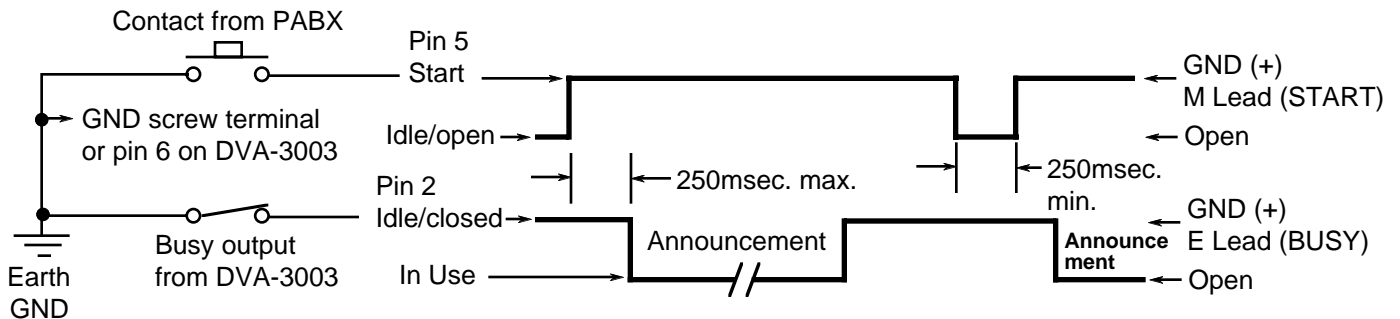 Contact from PABX
Pin 5
Start
GND (+)
M Lead (START)
GND screw terminal
or pin 6 on DVA-3003
Idle/open
Open
250msec. max.
250msec.
min.
Pin 2
Idle/closed
GND (+)
E Lead (BUSY)
Announcement
Announce
ment
Busy output
from DVA-3003
In Use
Open
Earth
GND